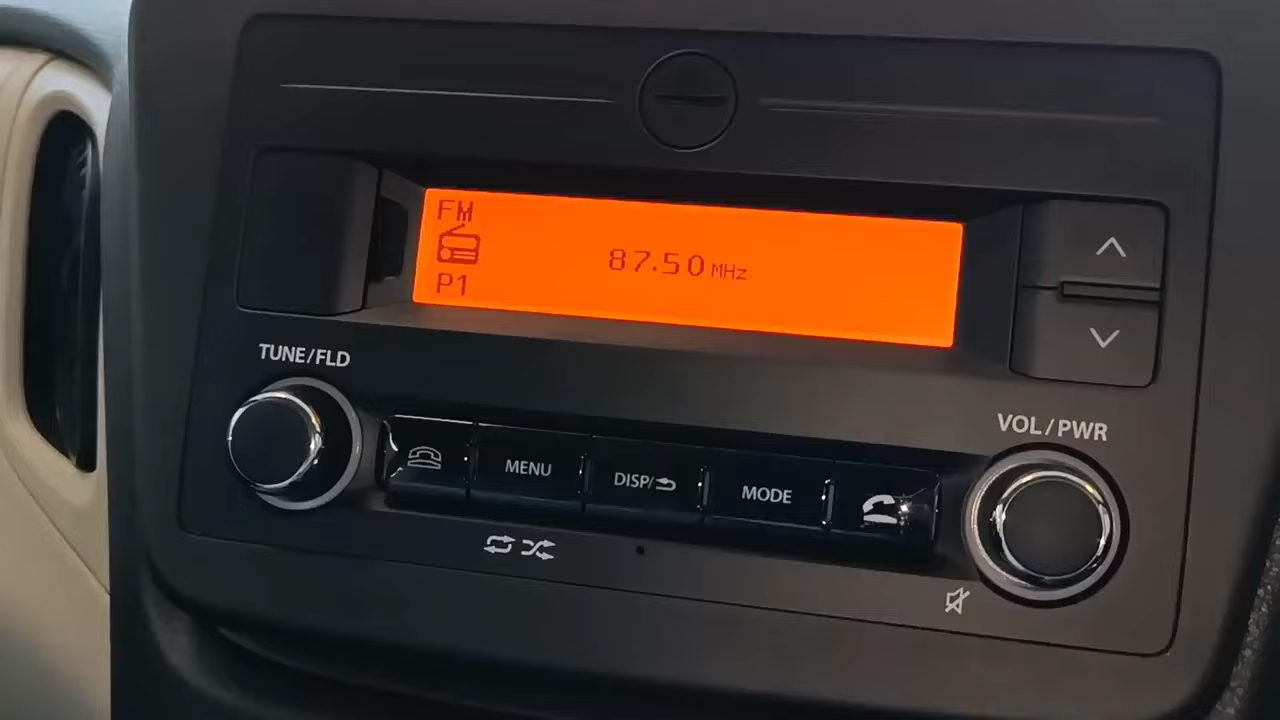 FM
87.50 MHz
P1
TUNE/FLD
VOL/PWR
MENU
DISP/
MODE